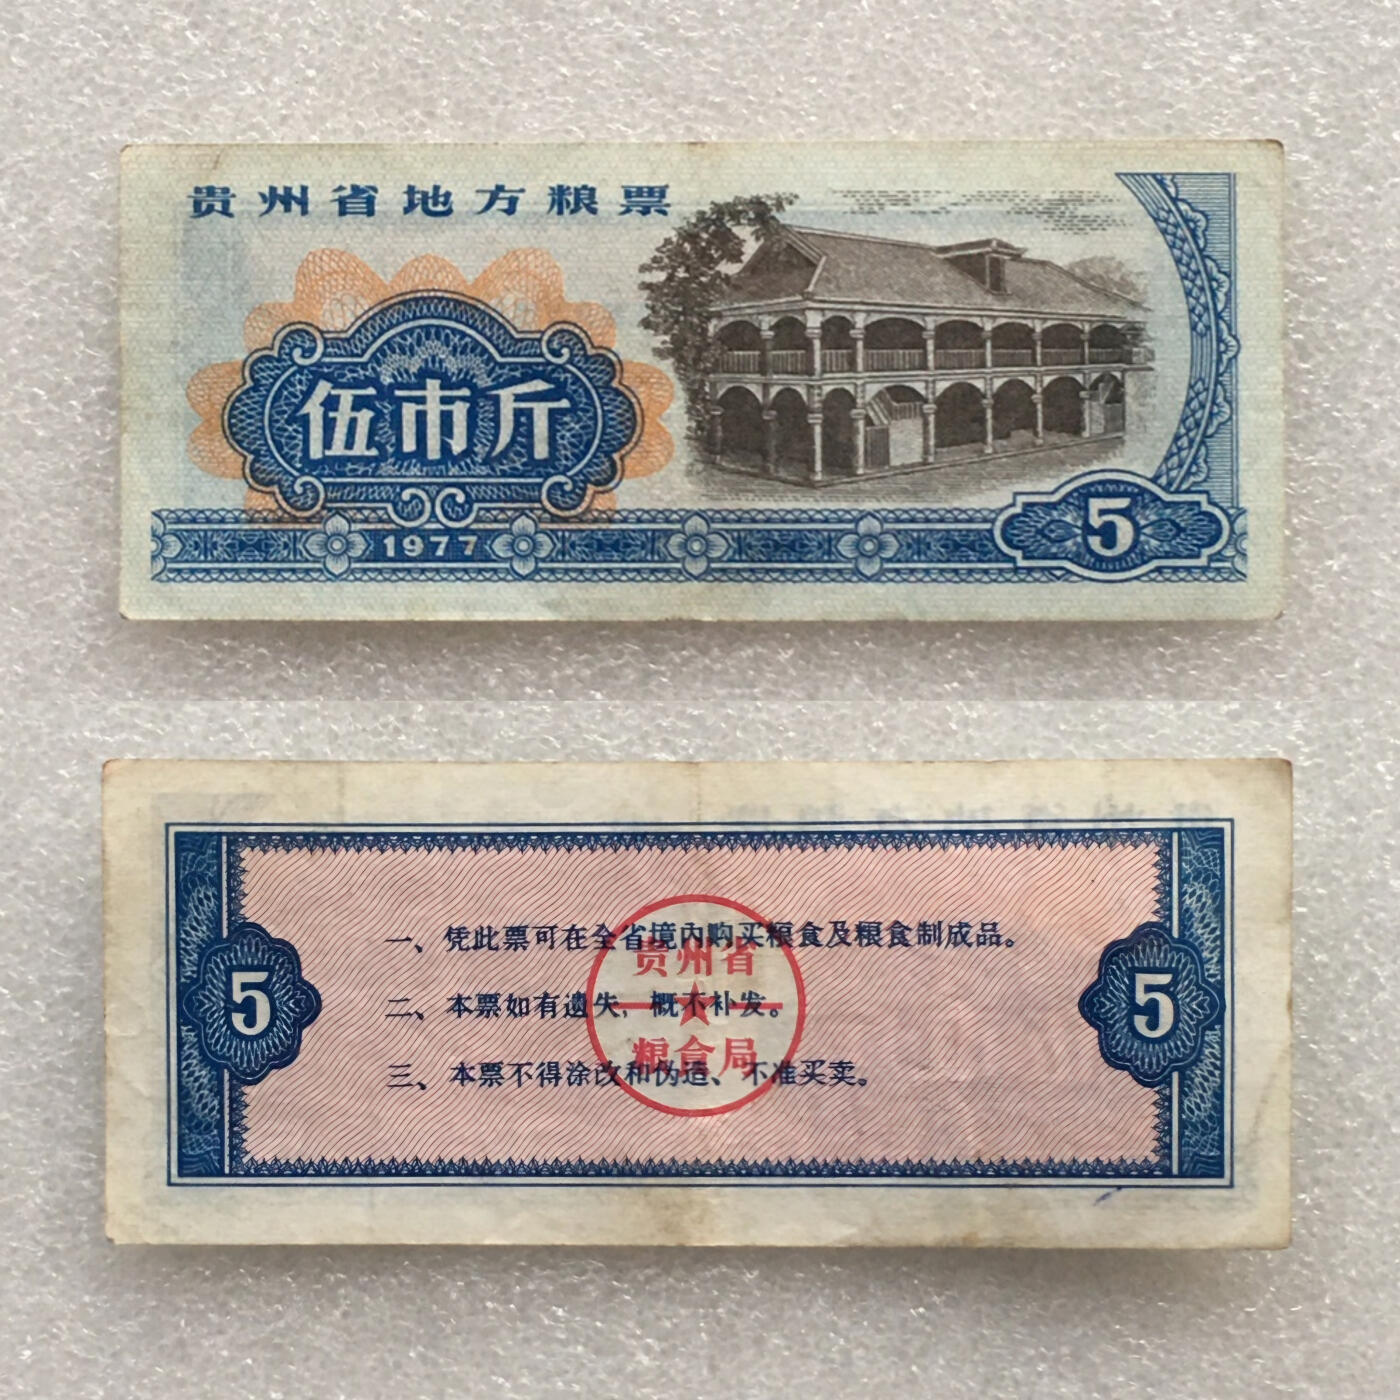 贵州省地方粮票
伍市斤
1977
5
一、凭此票可在全省境内购买粮食及粮食制成品。
二、本票如有遗失，概不补发。
三、本票不得涂改和伪造、不准买卖。
5
5
贵州省
粮食局